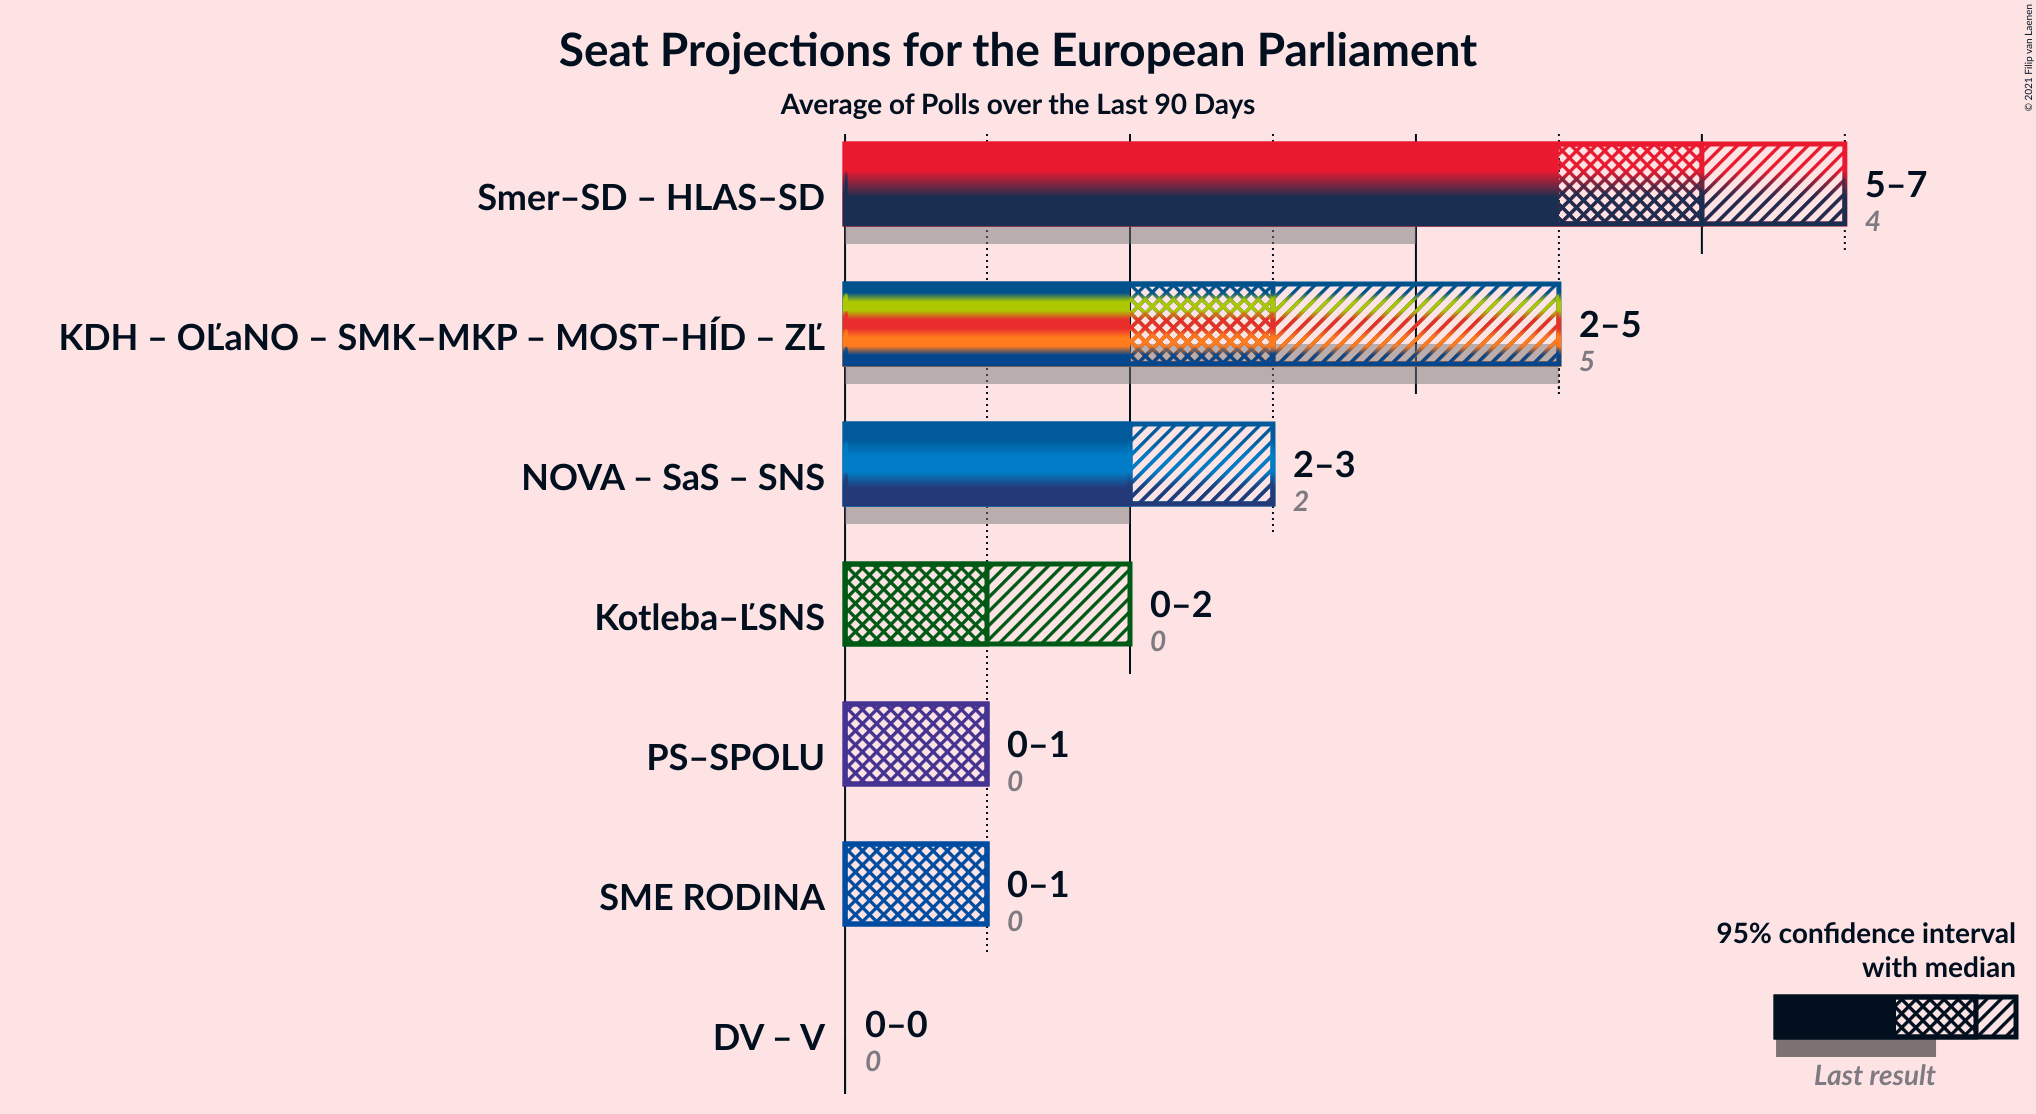 Seat Projections for the European Parliament
Average of Polls over the Last 90 Days
© 2021 Filip van Laenen
Smer–SD – HLAS–SD
5–7
4
KDH – OĽaNO – SMK–MKP – MOST–HÍD – ZĽ
2–5
5
NOVA – SaS – SNS
2–3
2
Kotleba–ĽSNS
0–2
0
PS–SPOLU
0–1
0
SME RODINA
0–1
0
DV – V
0–0
0
95% confidence interval
with median
Last result